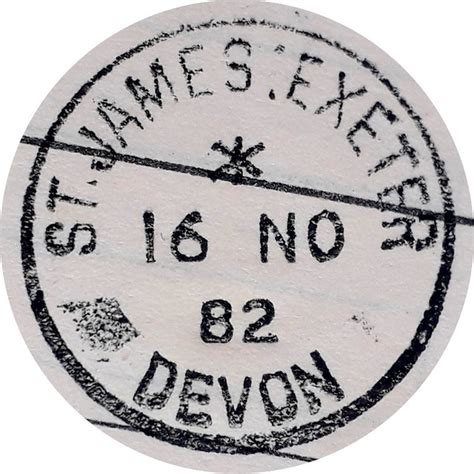 ST. JAMES. EXETER
*
16 NO
82
DEVON